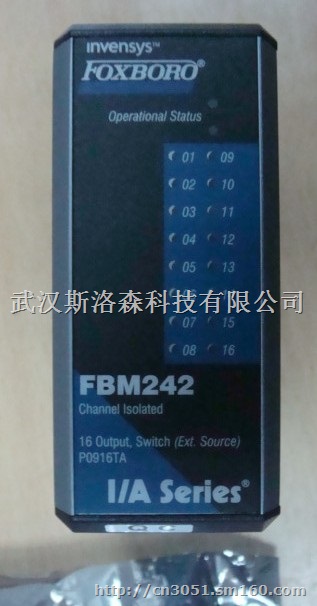 invensys™
FOXBORO®
Operational Status
01 09
02 10
03 11
04 12
05 13
06
武汉斯洛森科技有限公司
07 15
08 16
FBM242
Channel Isolated
16 Output, Switch (Ext. Source)
P0916TA
I/A Series®
http://cn3051.sm160.com